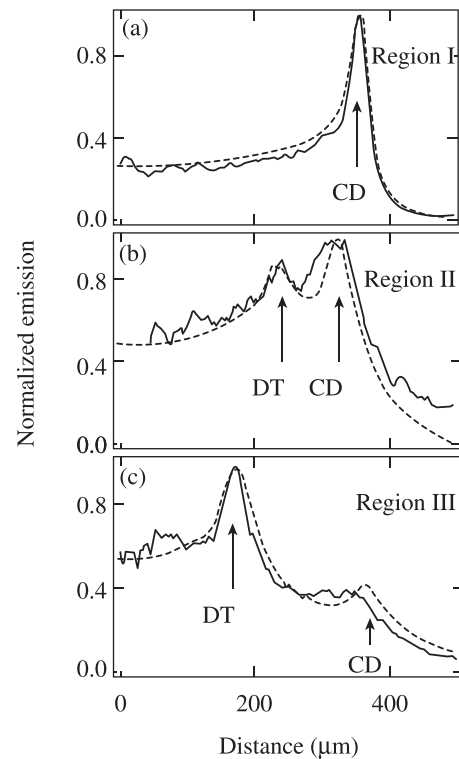 Normalized emission
(a)
Region I
0.8
0.4
0.0
CD
(b)
Region II
0.8
0.4
0.0
DT
CD
(c)
Region III
0.8
0.4
0.0
DT
CD
0
200
400
Distance (μm)